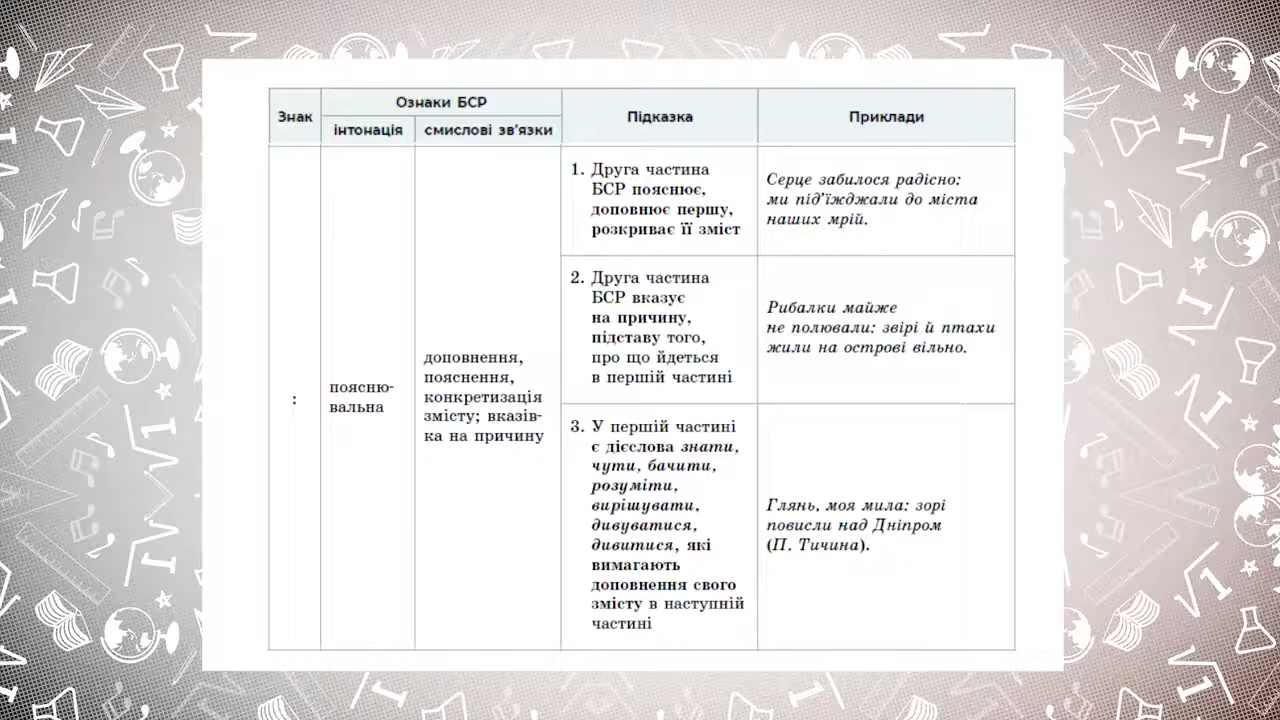 Знак
Ознаки БСР
інтонація
смислові зв’язки
Підказка
Приклади
:
поясню-
вальна
доповнення,
пояснення,
конкретизація
змісту; вказів-
ка на причину
1. Друга частина
БСР пояснює,
доповнює першу,
розкриває її зміст
Серце забилося радісно:
ми під’їжджали до міста
наших мрій.
2. Друга частина
БСР вказує
на причину,
підставу того,
про що йдеться
в першій частині
Рибалки майже
не полювали: звірі й птахи
жили на острові вільно.
3. У першій частині
є дієслова знати,
чути, бачити,
розуміти,
вирішувати,
дивуватися,
дивитися, які
вимагають
доповнення свого
змісту в наступній
частині
Глянь, моя мила: зорі
повисли над Дніпром
(П. Тичина).